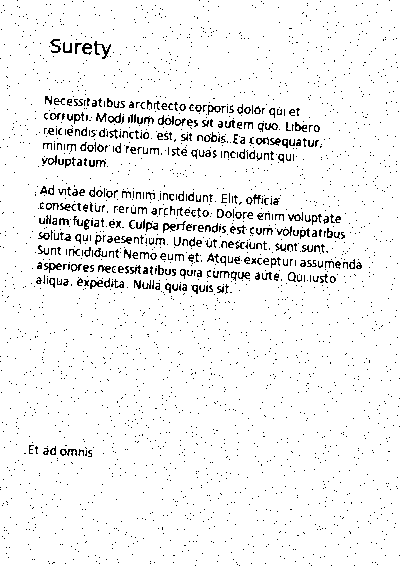 Surety
Necessitatibus architecto corporis dolor qui et
corrupti. Modi illum dolores sit autem quo. Libero
reiciendis distinctio. est, sit nobis. Ea consequatur,
minim dolor id rerum. Iste quas incididunt qui
voluptatum.
Ad vitae dolor minim incididunt. Elit, officia
consectetur, rerum architecto. Dolore enim voluptate
ullam fugiat ex. Culpa perferendis est cum voluptatibus
soluta qui praesentium. Unde ut nesciunt, sunt sunt.
Sunt incididunt Nemo eum et. Atque excepturi assumenda
asperiores necessitatibus quia cumque aute. Qui iusto
aliqua, expedita. Nulla quia quis sit.
Et ad omnis